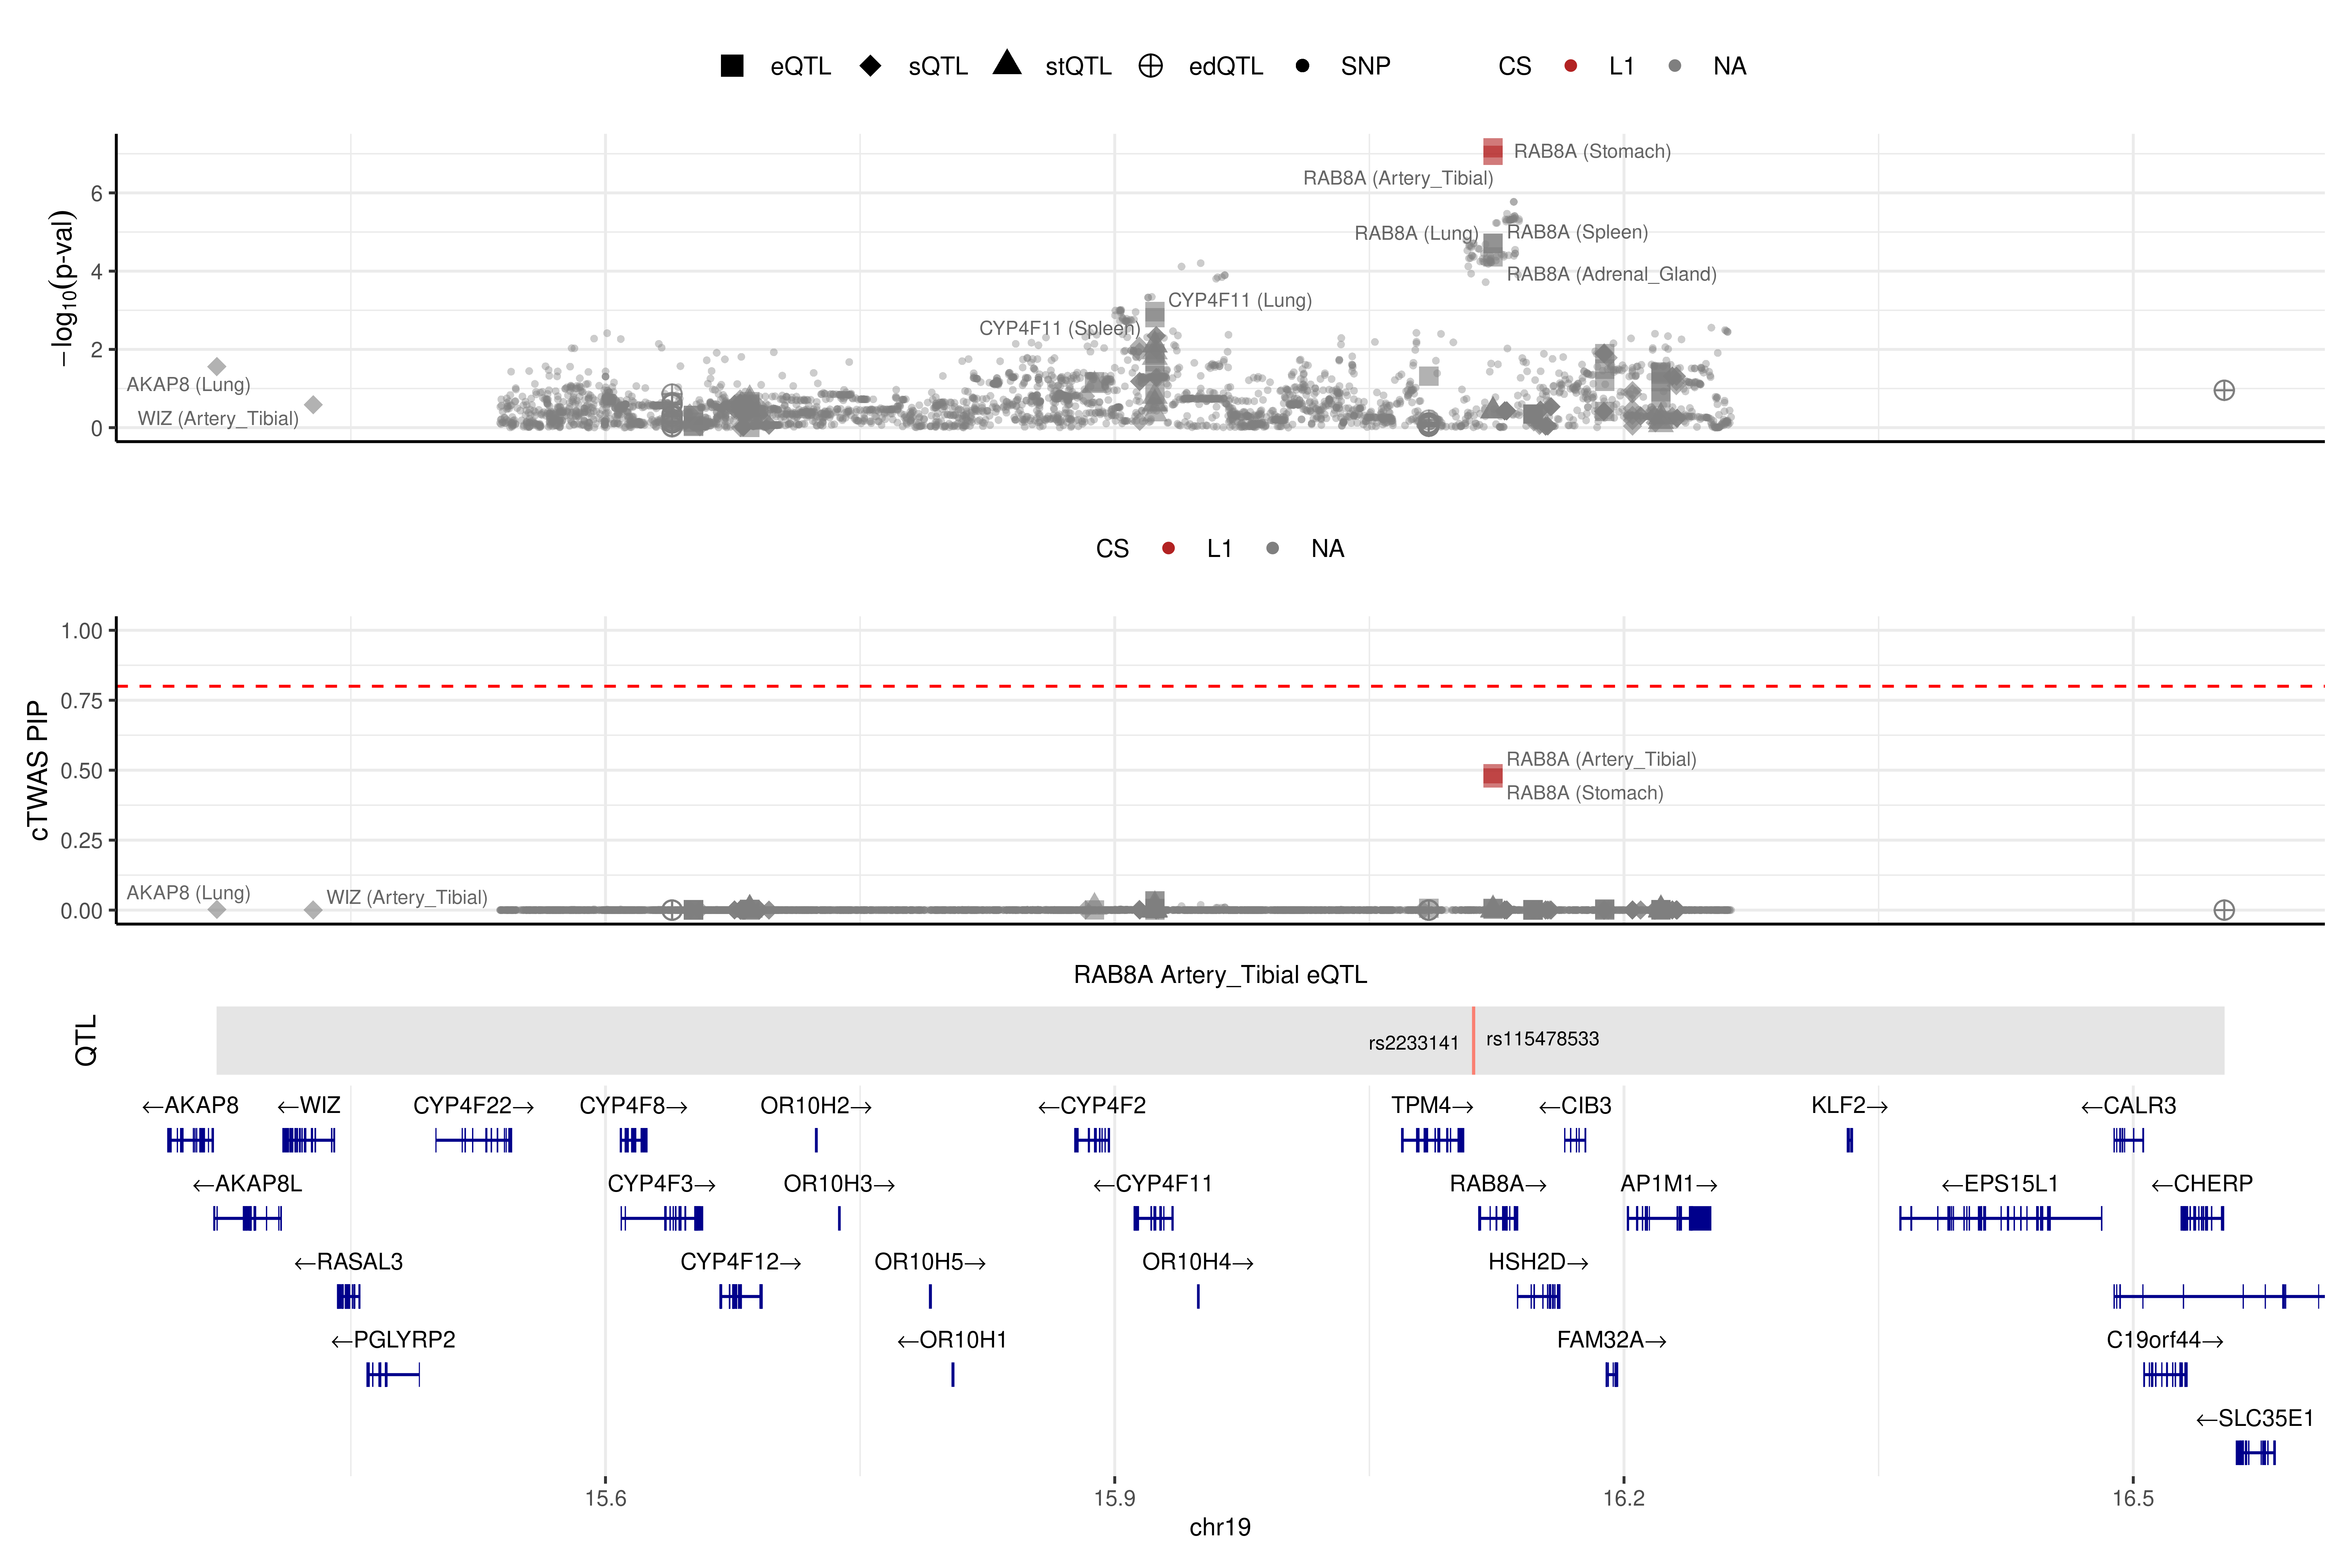 eQTL sQTL stQTL edQTL SNP CS L1 NA
−log10(p-val)
6
4
2
0
RAB8A (Stomach)
RAB8A (Artery_Tibial)
RAB8A (Lung) RAB8A (Spleen)
RAB8A (Adrenal_Gland)
CYP4F11 (Lung)
CYP4F11 (Spleen)
AKAP8 (Lung)
WIZ (Artery_Tibial)
CS L1 NA
cTWAS PIP
1.00
0.75
0.50
0.25
0.00
RAB8A (Artery_Tibial)
RAB8A (Stomach)
AKAP8 (Lung) WIZ (Artery_Tibial)
RAB8A Artery_Tibial eQTL
QTL
rs2233141 rs115478533
←AKAP8 ←WIZ CYP4F22→ CYP4F8→ OR10H2→ ←CYP4F2 TPM4→ ←CIB3 KLF2→ ←CALR3
←AKAP8L CYP4F3→ OR10H3→ ←CYP4F11 RAB8A→ AP1M1→ ←EPS15L1 ←CHERP
←RASAL3 CYP4F12→ OR10H5→ OR10H4→ HSH2D→
←PGLYRP2 ←OR10H1 FAM32A→ C19orf44→
←SLC35E1
15.6 15.9 16.2 16.5
chr19